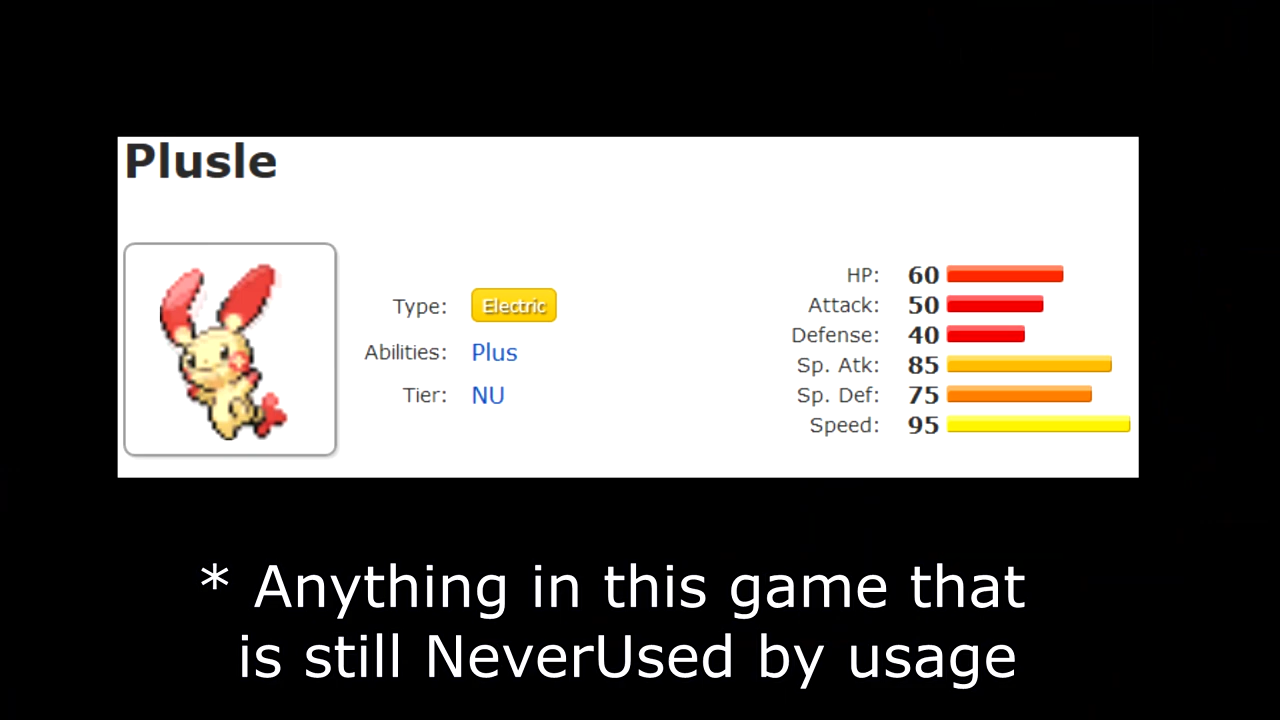 Plusle
Type: Electric
Abilities: Plus
Tier: NU
HP: 60
Attack: 50
Defense: 40
Sp. Atk: 85
Sp. Def: 75
Speed: 95
* Anything in this game that
is still NeverUsed by usage